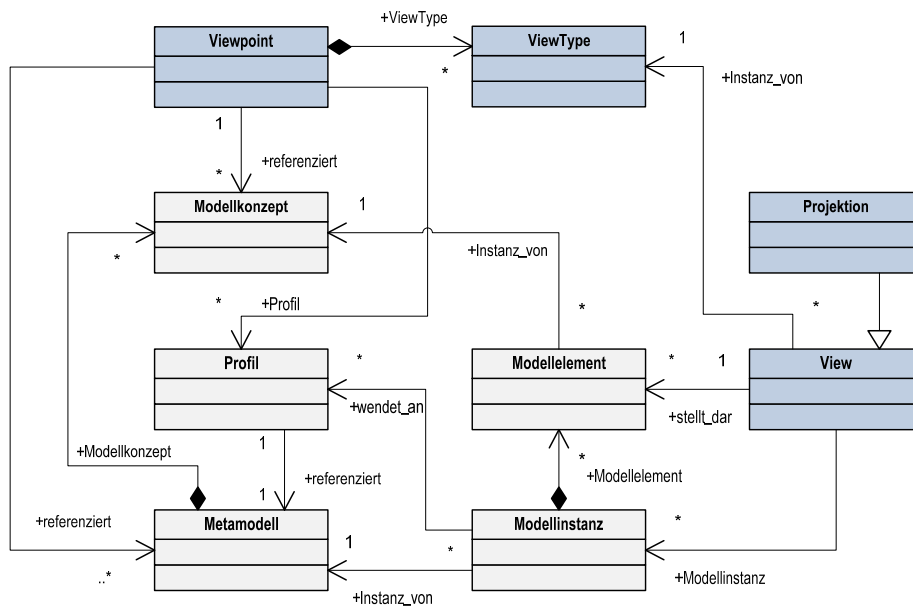 +ViewType
Viewpoint
ViewType
1
*
+Instanz_von
1
+referenziert
*
Modellkonzept
1
Projektion
*
+Instanz_von
*
+Profil
*
*
Profil
*
Modellelement
*
1
View
+wendet_an
+stellt_dar
1
+Modellkonzept
*
+Modellelement
1
+referenziert
Metamodell
Modellinstanz
+referenziert
1
*
*
..*
+Instanz_von
+Modellinstanz